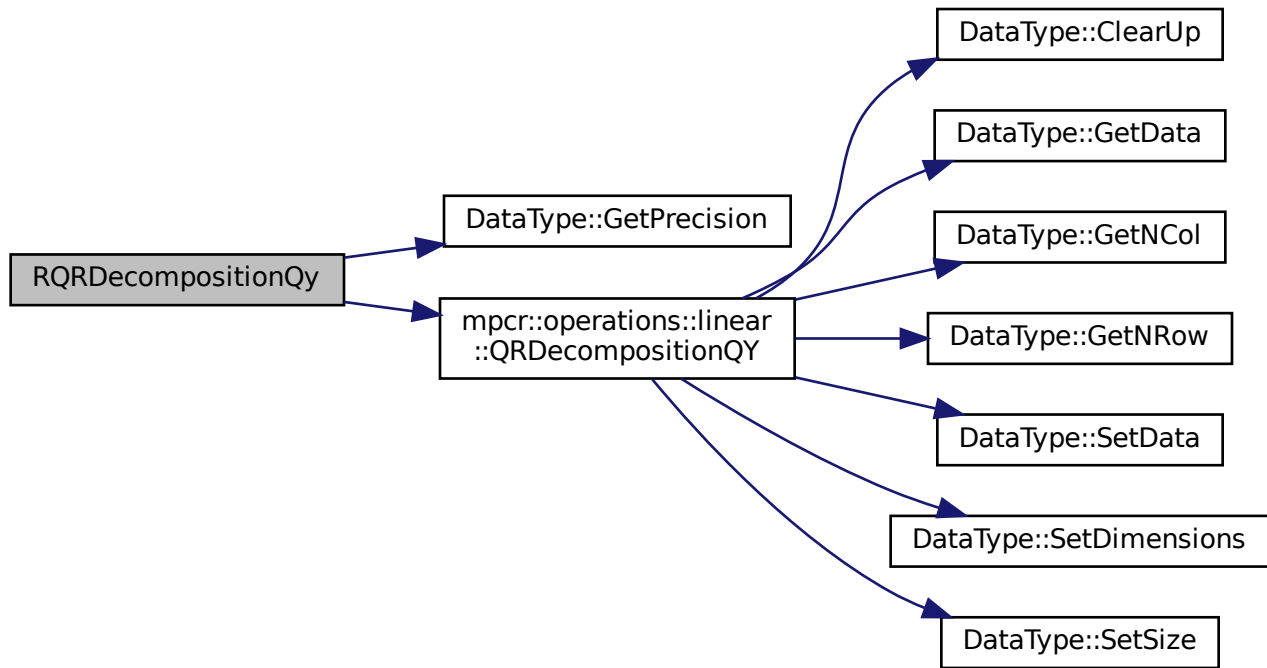 RQRDecompositionQy
DataType::GetPrecision
mpcr::operations::linear
::QRDecompositionQY
DataType::ClearUp
DataType::GetData
DataType::GetNCol
DataType::GetNRow
DataType::SetData
DataType::SetDimensions
DataType::SetSize